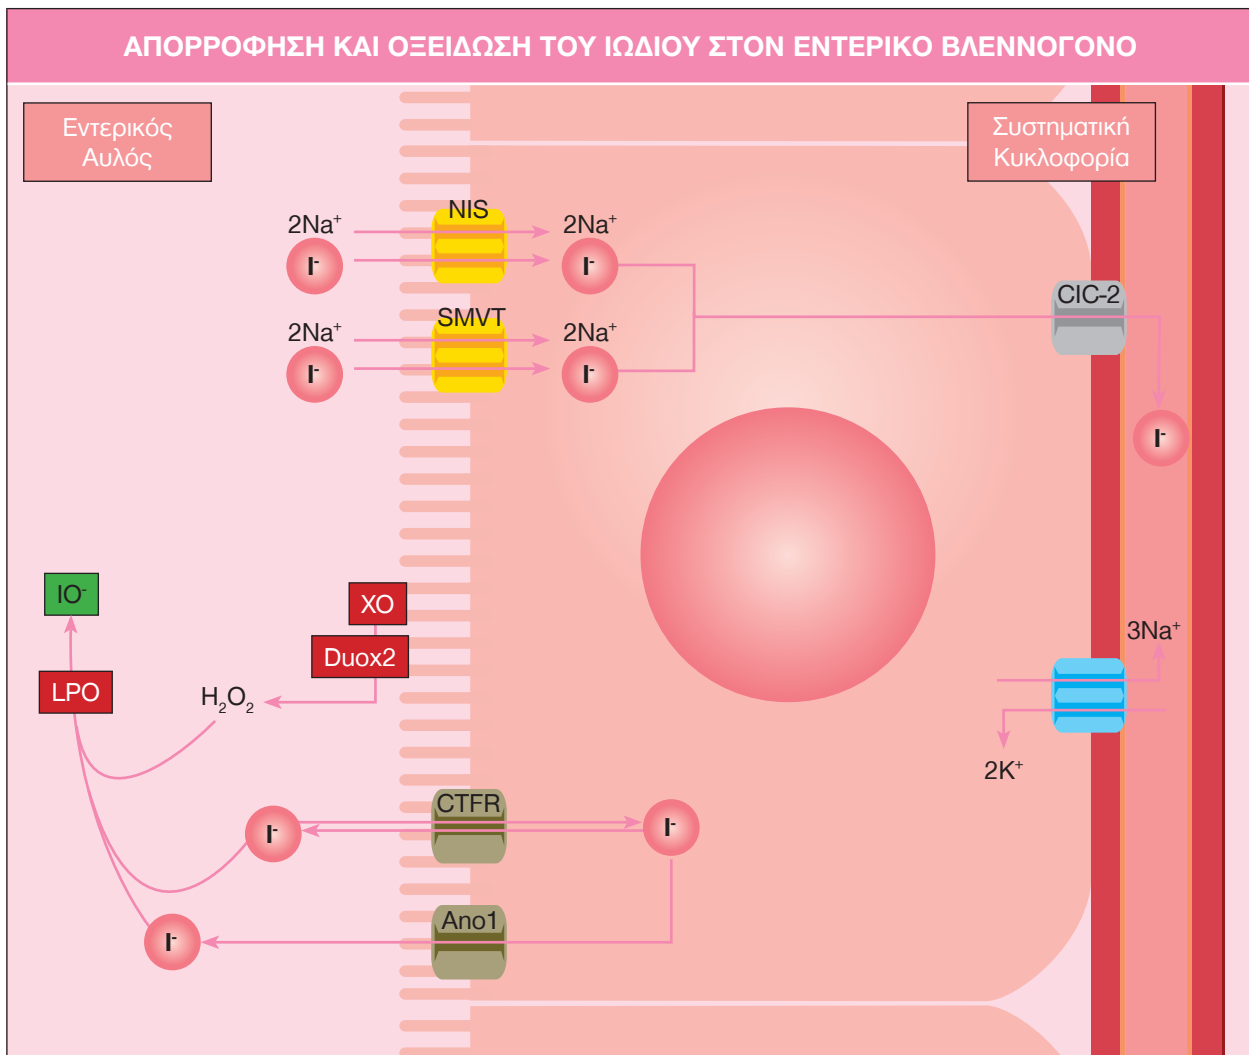 ΑΠΟΡΡΟΦΗΣΗ ΚΑΙ ΟΞΕΙΔΩΣΗ ΤΟΥ ΙΩΔΙΟΥ ΣΤΟΝ ΕΝΤΕΡΙΚΟ ΒΛΕΝΝΟΓΟΝΟ
Εντερικός
Αυλός
Συστηματική
Κυκλοφορία
NIS
2Na⁺
2Na⁺
I⁻
I⁻
CIC-2
SMVT
2Na⁺
2Na⁺
I⁻
I⁻
I⁻
IO⁻
XO
Duox2
3Na⁺
LPO
H₂O₂
2K⁺
CTFR
I⁻
I⁻
Ano1
I⁻